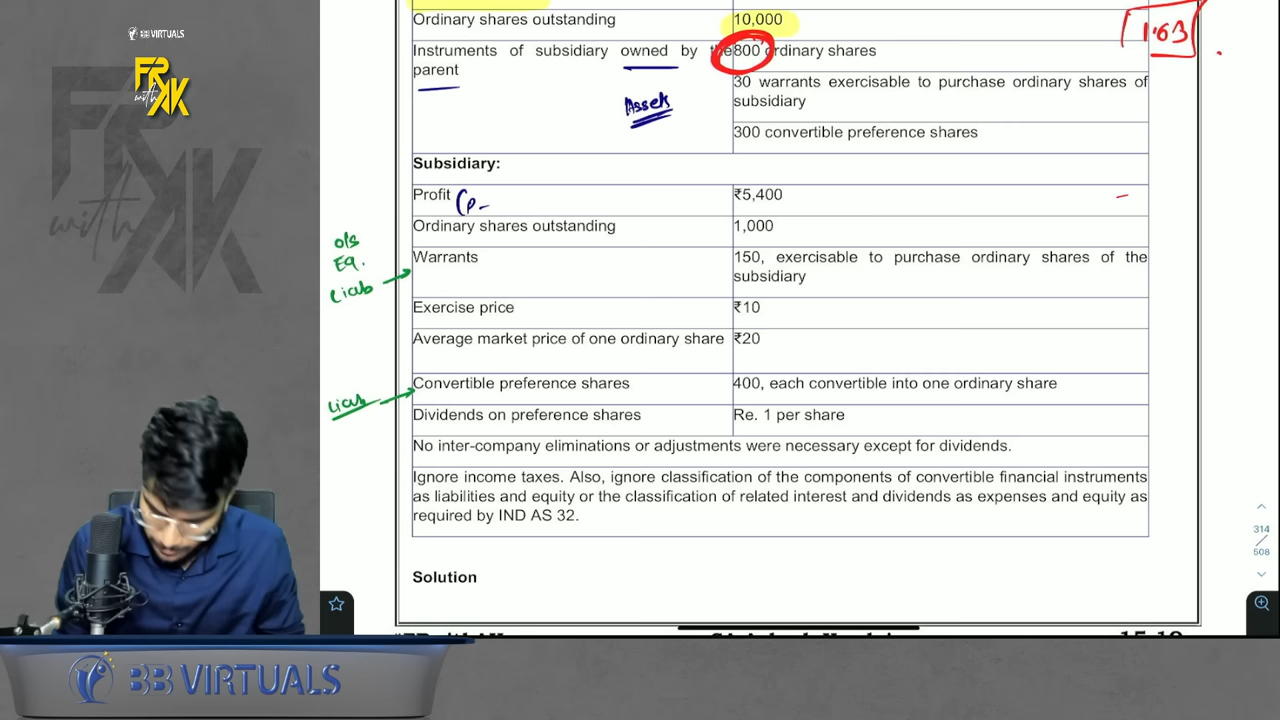 BB VIRTUALS
FR
with
AK
FR
with
AK
Ordinary shares outstanding
10,000
1.63
Instruments of subsidiary owned by the
parent
800 ordinary shares
Assets
30 warrants exercisable to purchase ordinary shares of
subsidiary
300 convertible preference shares
Subsidiary:
Profit (P-
₹5,400
Ordinary shares outstanding
1,000
o/s
Eq.
Liab
Warrants
150, exercisable to purchase ordinary shares of the
subsidiary
Exercise price
₹10
Average market price of one ordinary share
₹20
Liab
Convertible preference shares
400, each convertible into one ordinary share
Dividends on preference shares
Re. 1 per share
No inter-company eliminations or adjustments were necessary except for dividends.
Ignore income taxes. Also, ignore classification of the components of convertible financial instruments
as liabilities and equity or the classification of related interest and dividends as expenses and equity as
required by IND AS 32.
314
508
Solution
BB VIRTUALS